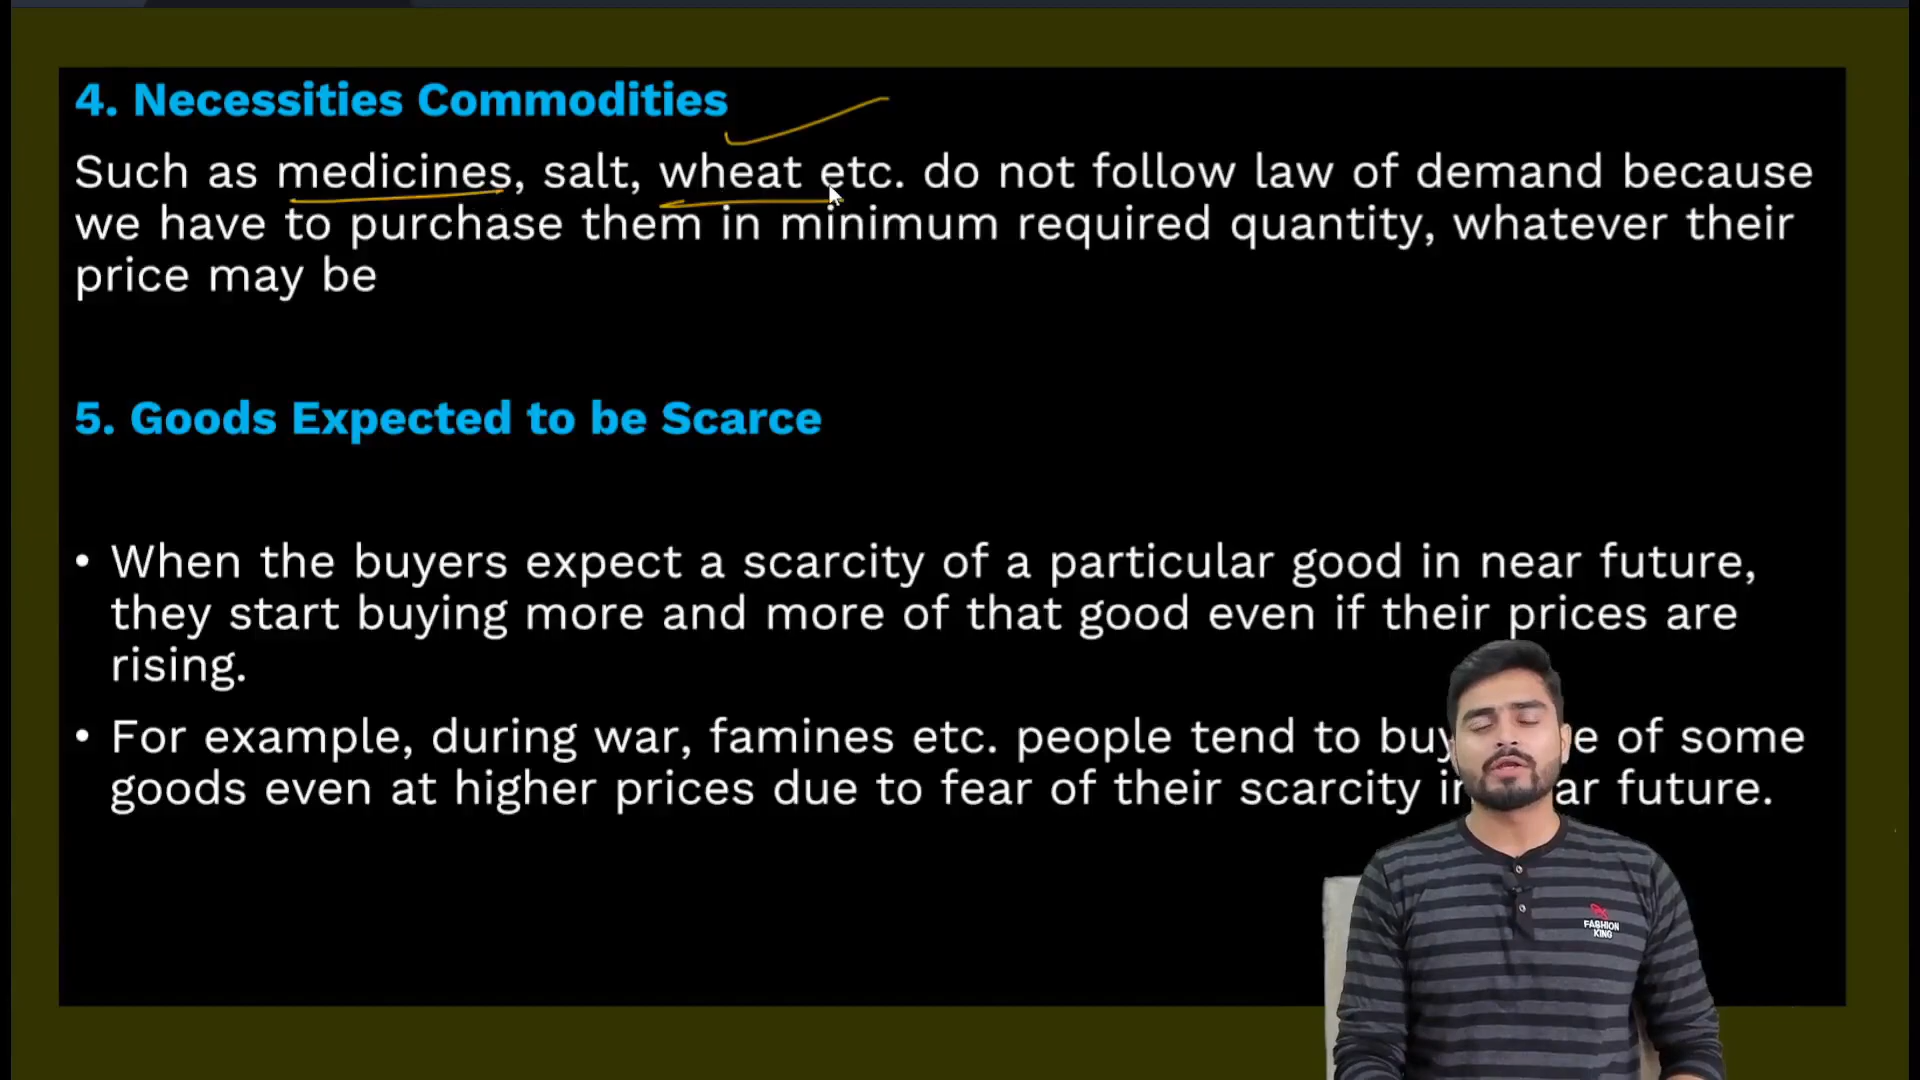 4. Necessities Commodities
Such as medicines, salt, wheat etc. do not follow law of demand because
we have to purchase them in minimum required quantity, whatever their
price may be
5. Goods Expected to be Scarce
• When the buyers expect a scarcity of a particular good in near future,
they start buying more and more of that good even if their prices are
rising.
• For example, during war, famines etc. people tend to buy of some
goods even at higher prices due to fear of their scarcity future.
FASHION
KING